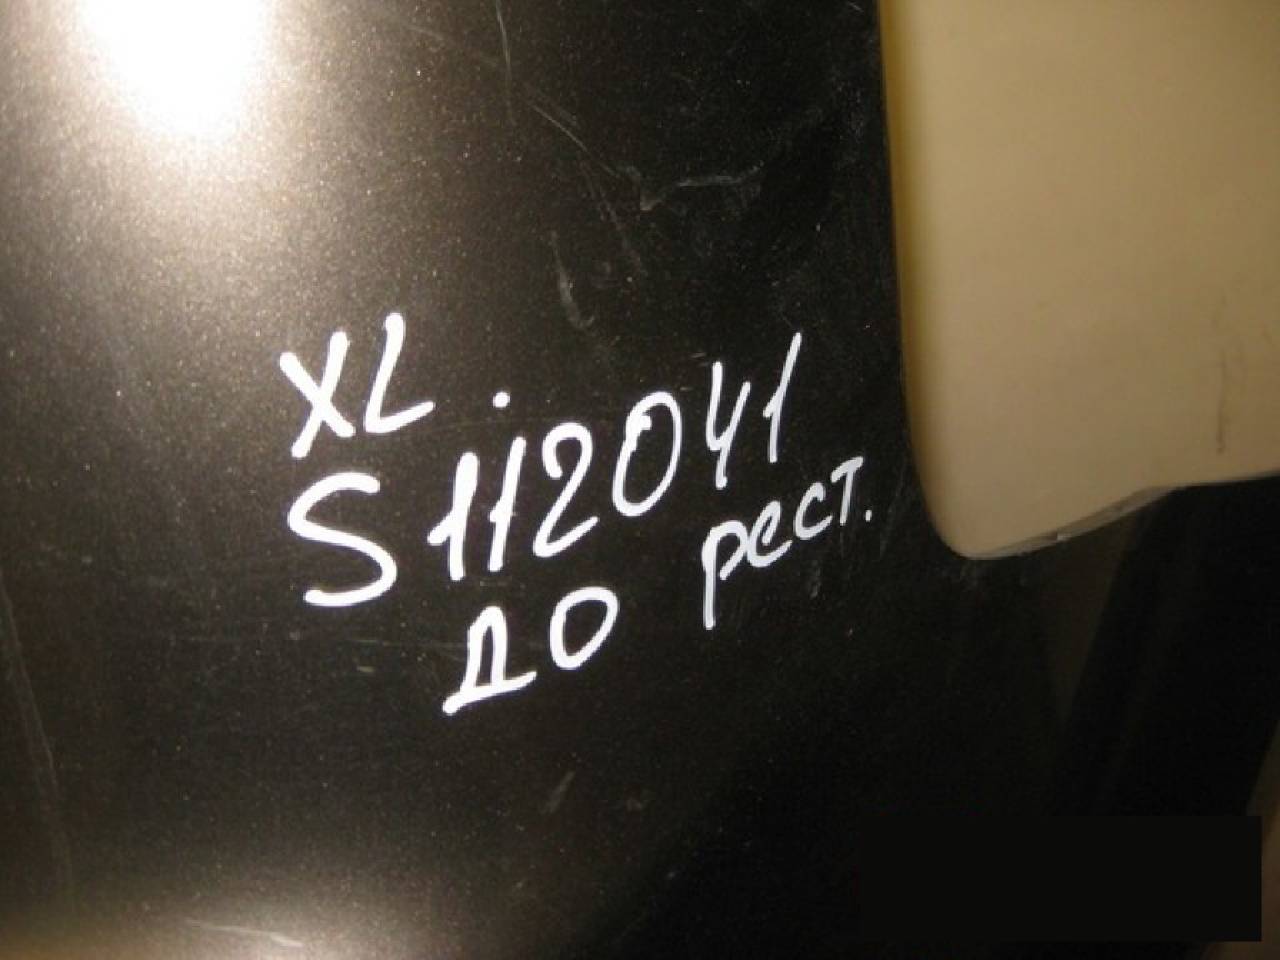 XL.
S112041
до рест.